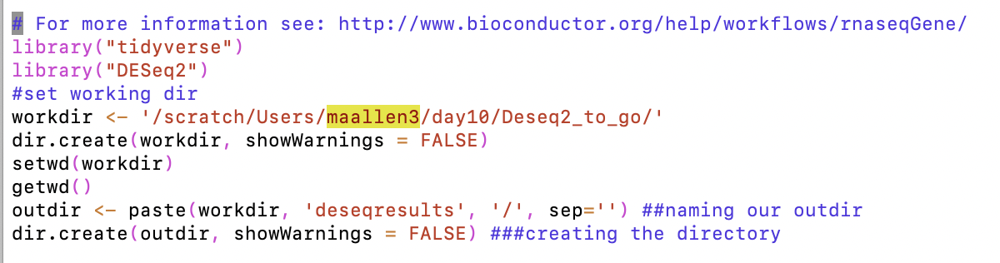 # For more information see: http://www.bioconductor.org/help/workflows/rnaseqGene/
library("tidyverse")
library("DESeq2")
#set working dir
workdir <- '/scratch/Users/maallen3/day10/Deseq2_to_go/'
dir.create(workdir, showWarnings = FALSE)
setwd(workdir)
getwd()
outdir <- paste(workdir, 'deseqresults', '/', sep='') ##naming our outdir
dir.create(outdir, showWarnings = FALSE) ###creating the directory